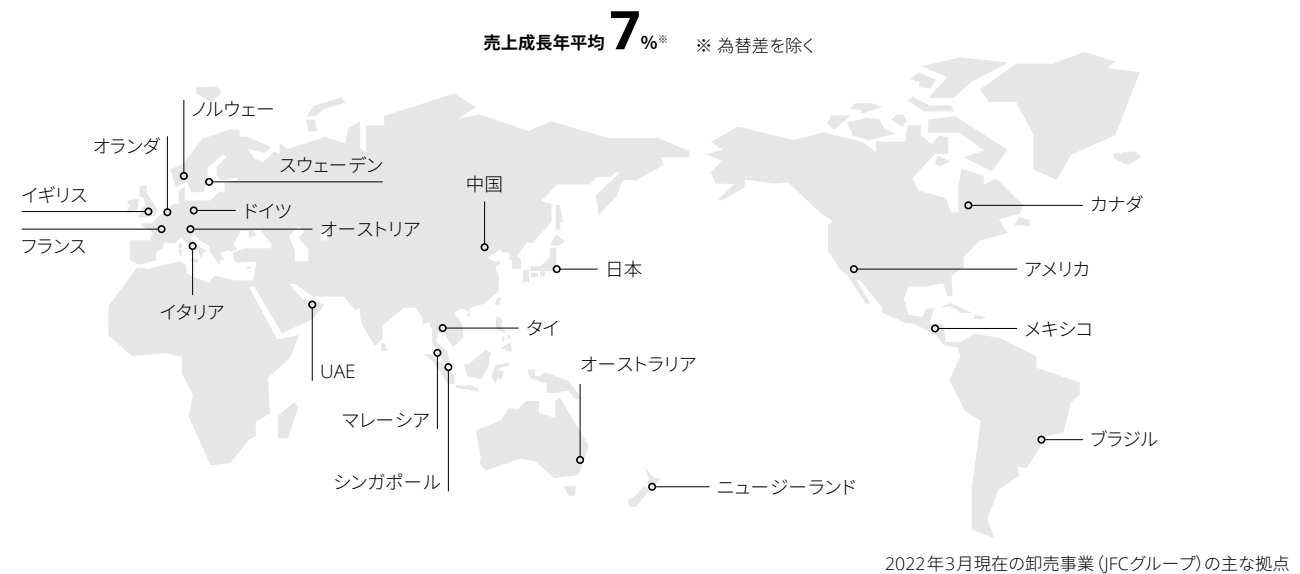 売上成長年平均 7%※ ※ 為替差を除く
ノルウェー
オランダ
スウェーデン
イギリス
ドイツ
フランス
オーストリア
イタリア
中国
日本
UAE
タイ
マレーシア
シンガポール
オーストラリア
ニュージーランド
カナダ
アメリカ
メキシコ
ブラジル
2022年3月現在の卸売事業(JFCグループ)の主な拠点